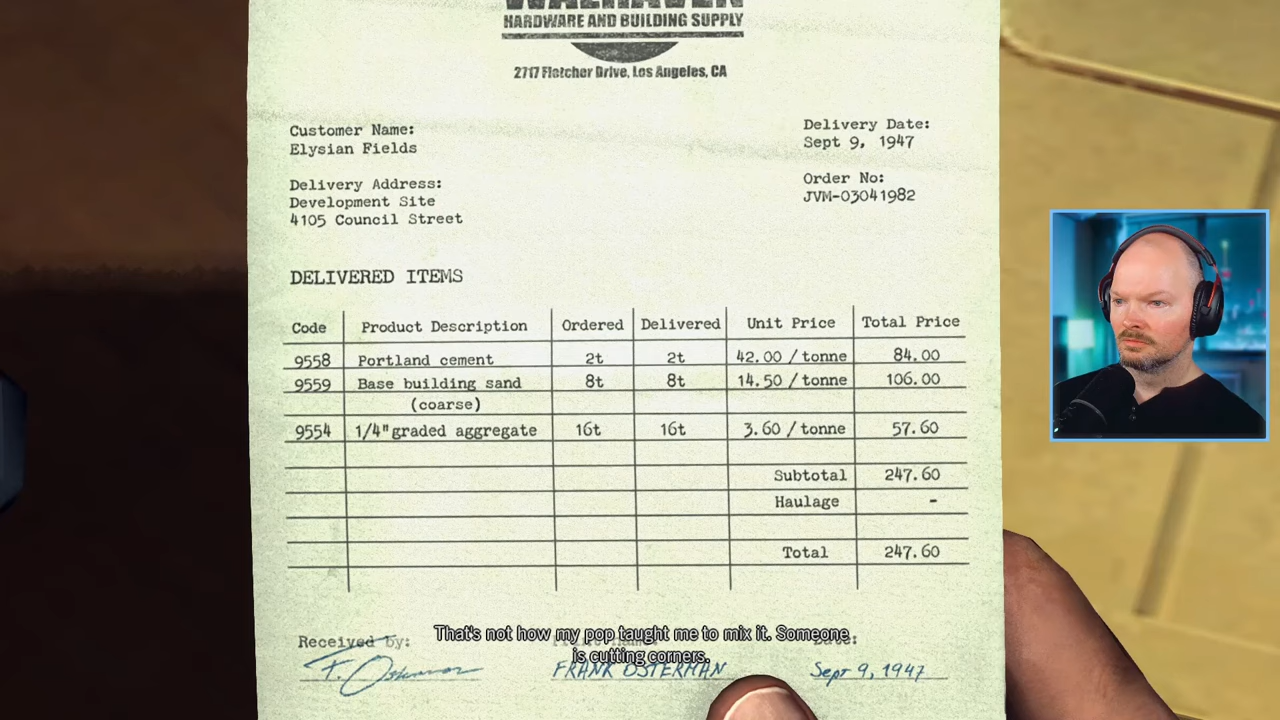 HARDWARE AND BUILDING SUPPLY
2717 Fletcher Drive, Los Angeles, CA
Customer Name:
Elysian Fields
Delivery Date:
Sept 9, 1947
Delivery Address:
Development Site
4105 Council Street
Order No:
JVM-03041982
DELIVERED ITEMS
Code Product Description Ordered Delivered Unit Price Total Price
9558 Portland cement 2t 2t 42.00 / tonne 84.00
9559 Base building sand 8t 8t 14.50 / tonne 106.00
(coarse)
9554 1/4" graded aggregate 16t 16t 3.60 / tonne 57.60
Subtotal 247.60
Haulage -
Total 247.60
Received by: Date:
That's not how my pop taught me to mix it. Someone
is cutting corners.
F. Osterman FRANK OSTERMAN Sept 9, 1947